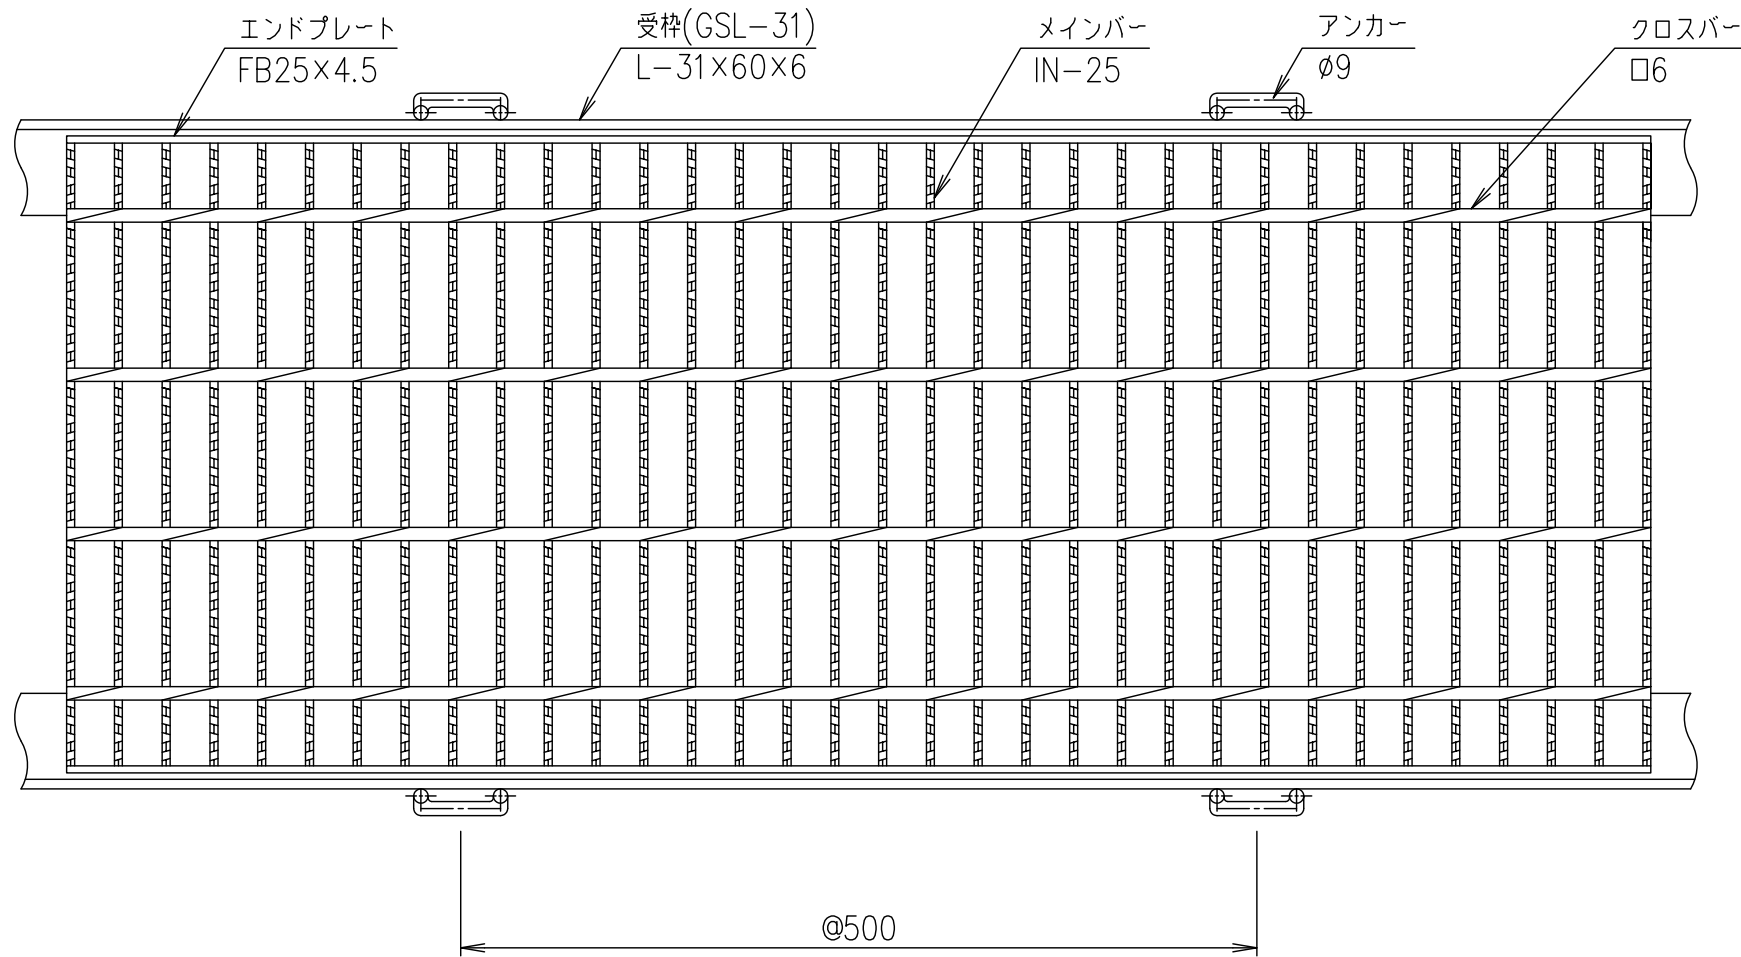 エンドプレート
FB25×4.5
受枠(GSL-31)
L-31×60×6
メインバー
IN-25
アンカー
φ9
クロスバー
□6
@500